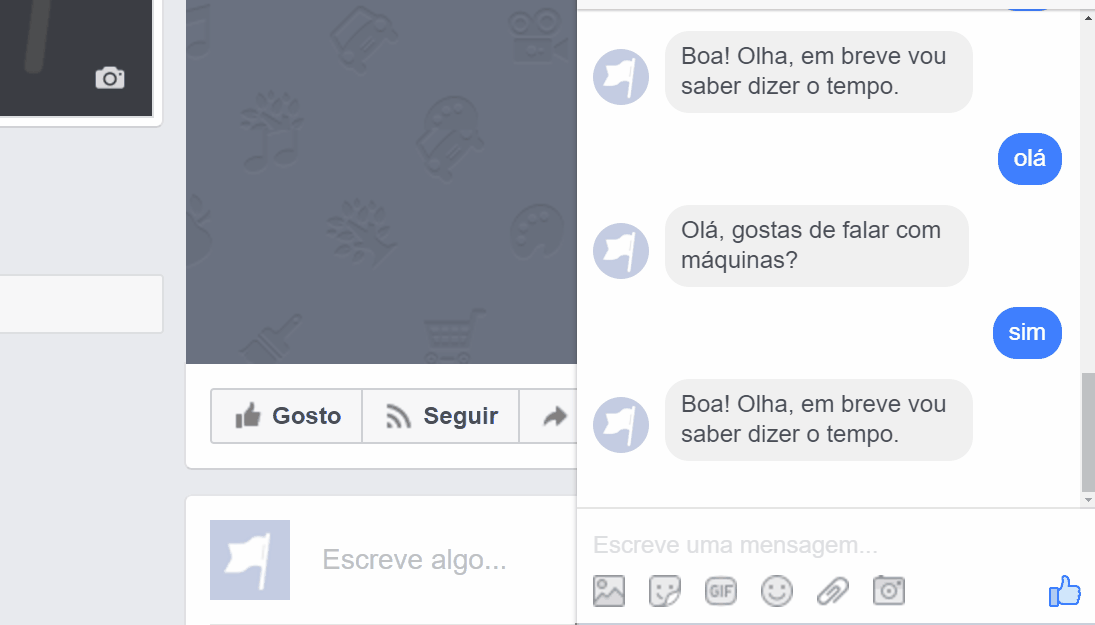 Boa! Olha, em breve vou
saber dizer o tempo.
olá
Olá, gostas de falar com
máquinas?
sim
Boa! Olha, em breve vou
saber dizer o tempo.
Gosto
Seguir
Escreve algo...
Escreve uma mensagem...
GIF